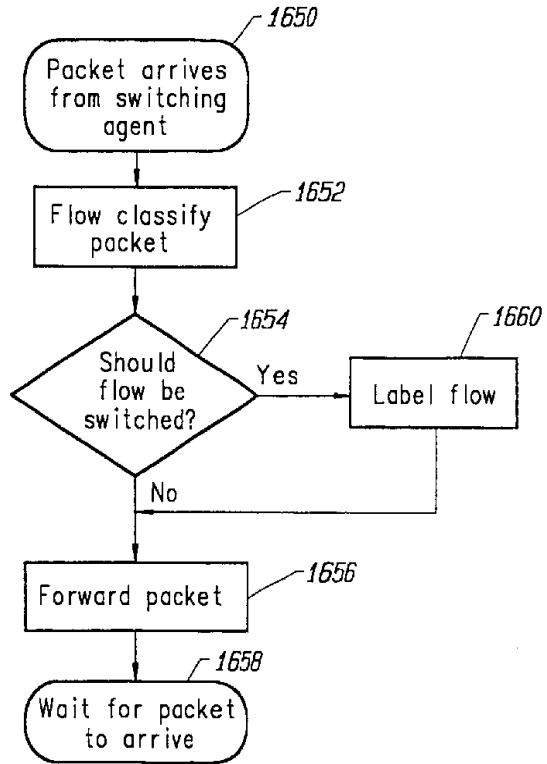 1650
Packet arrives
from switching
agent
1652
Flow classify
packet
1654
Should
flow be
switched?
Yes
1660
Label flow
No
1656
Forward packet
1658
Wait for packet
to arrive